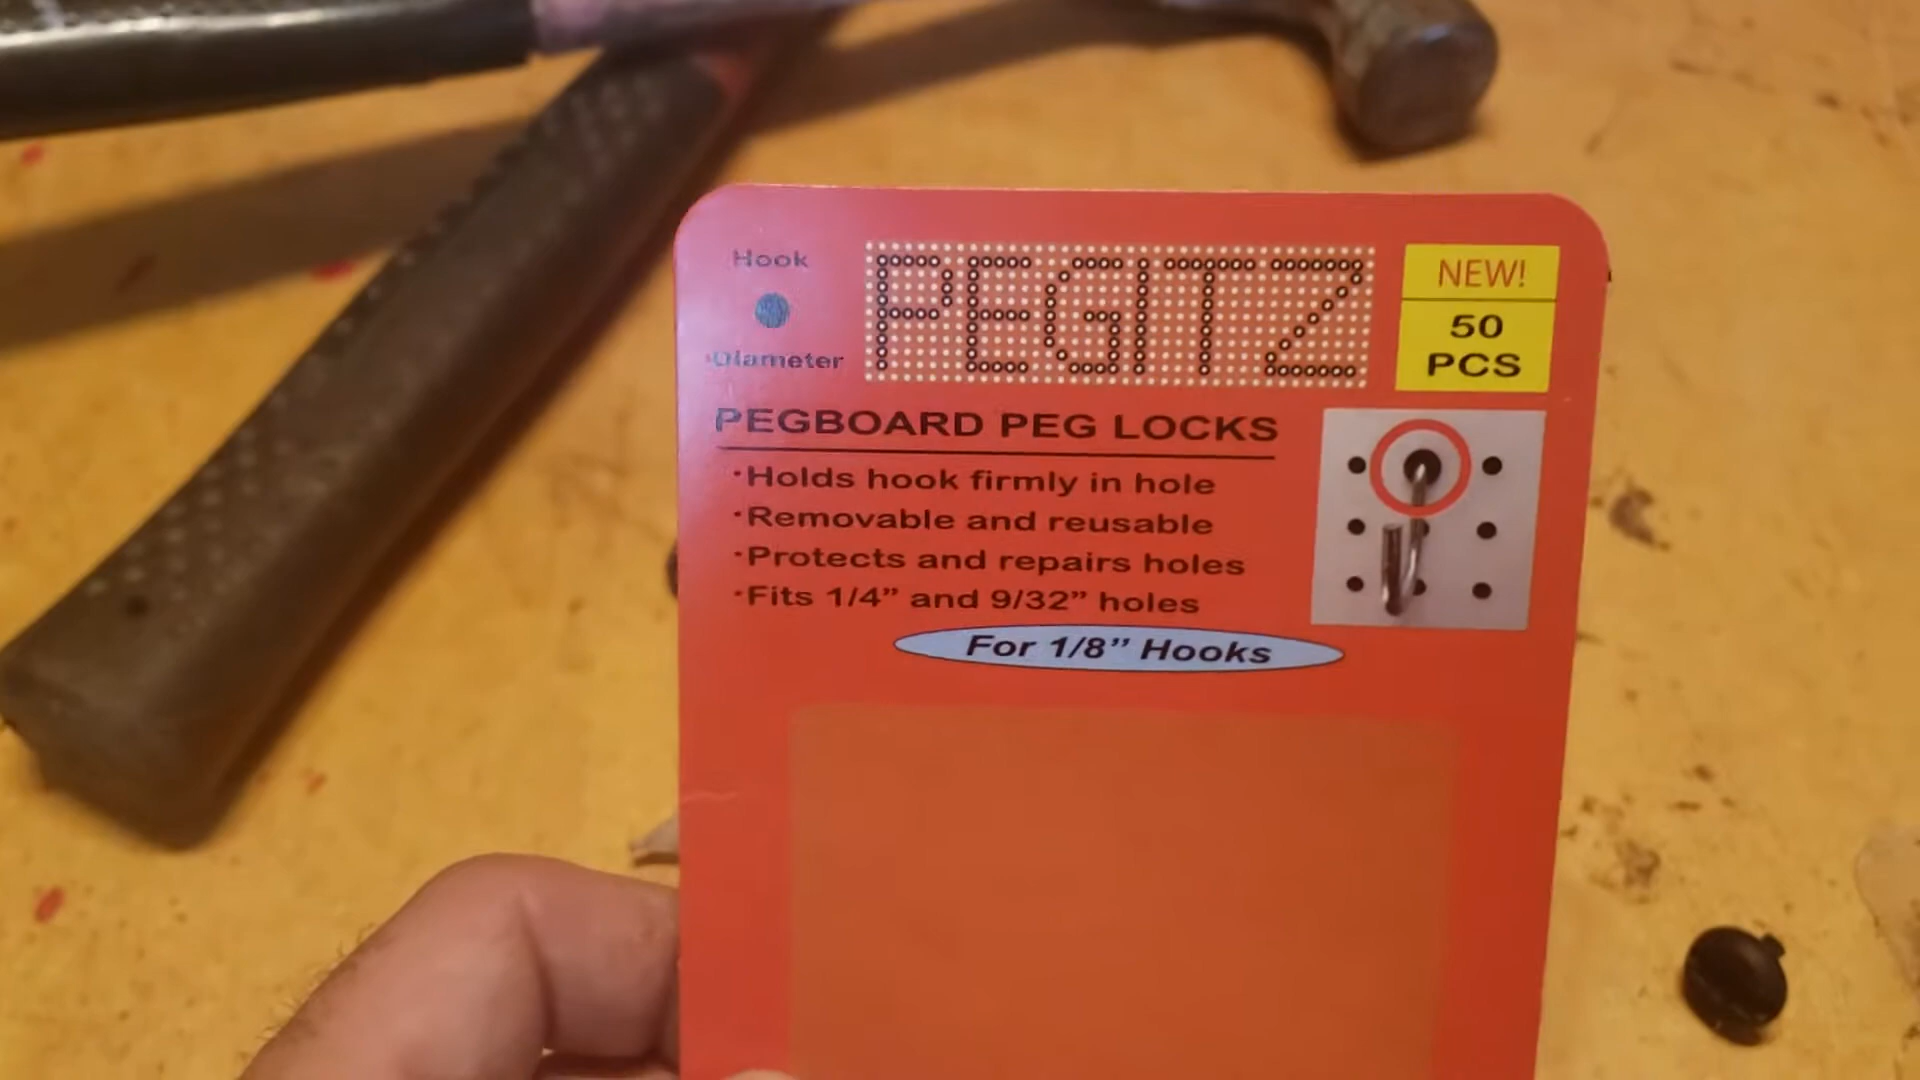 Hook
Diameter
PEGITZ
NEW!
50
PCS
PEGBOARD PEG LOCKS
·Holds hook firmly in hole
·Removable and reusable
·Protects and repairs holes
·Fits 1/4” and 9/32” holes
For 1/8” Hooks